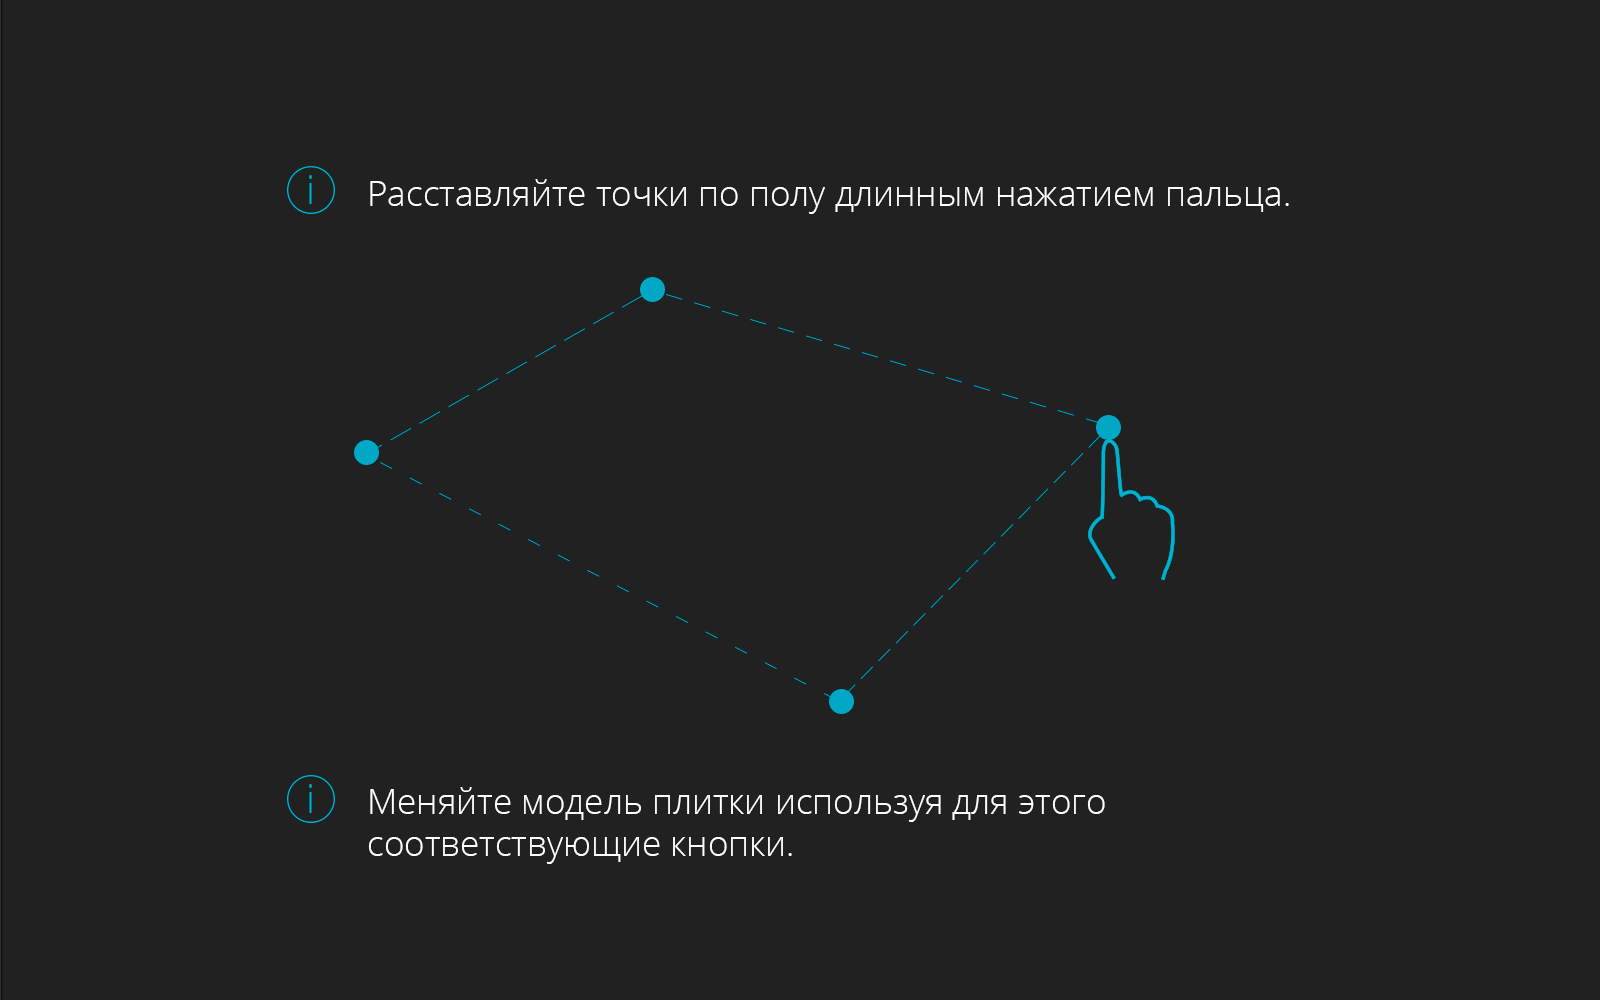 Расставляйте точки по полу длинным нажатием пальца.
Меняйте модель плитки используя для этого
соответствующие кнопки.